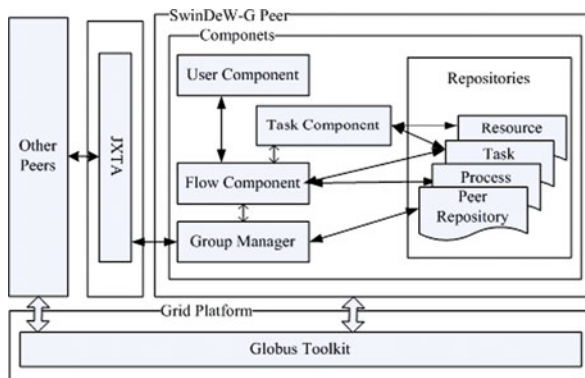 SwinDeW-G Peer
Componets
User Component
Repositories
Task Component
Resource
Other
Peers
JXTA
Task
Flow Component
Process
Peer
Repository
Group Manager
Grid Platform
Globus Toolkit